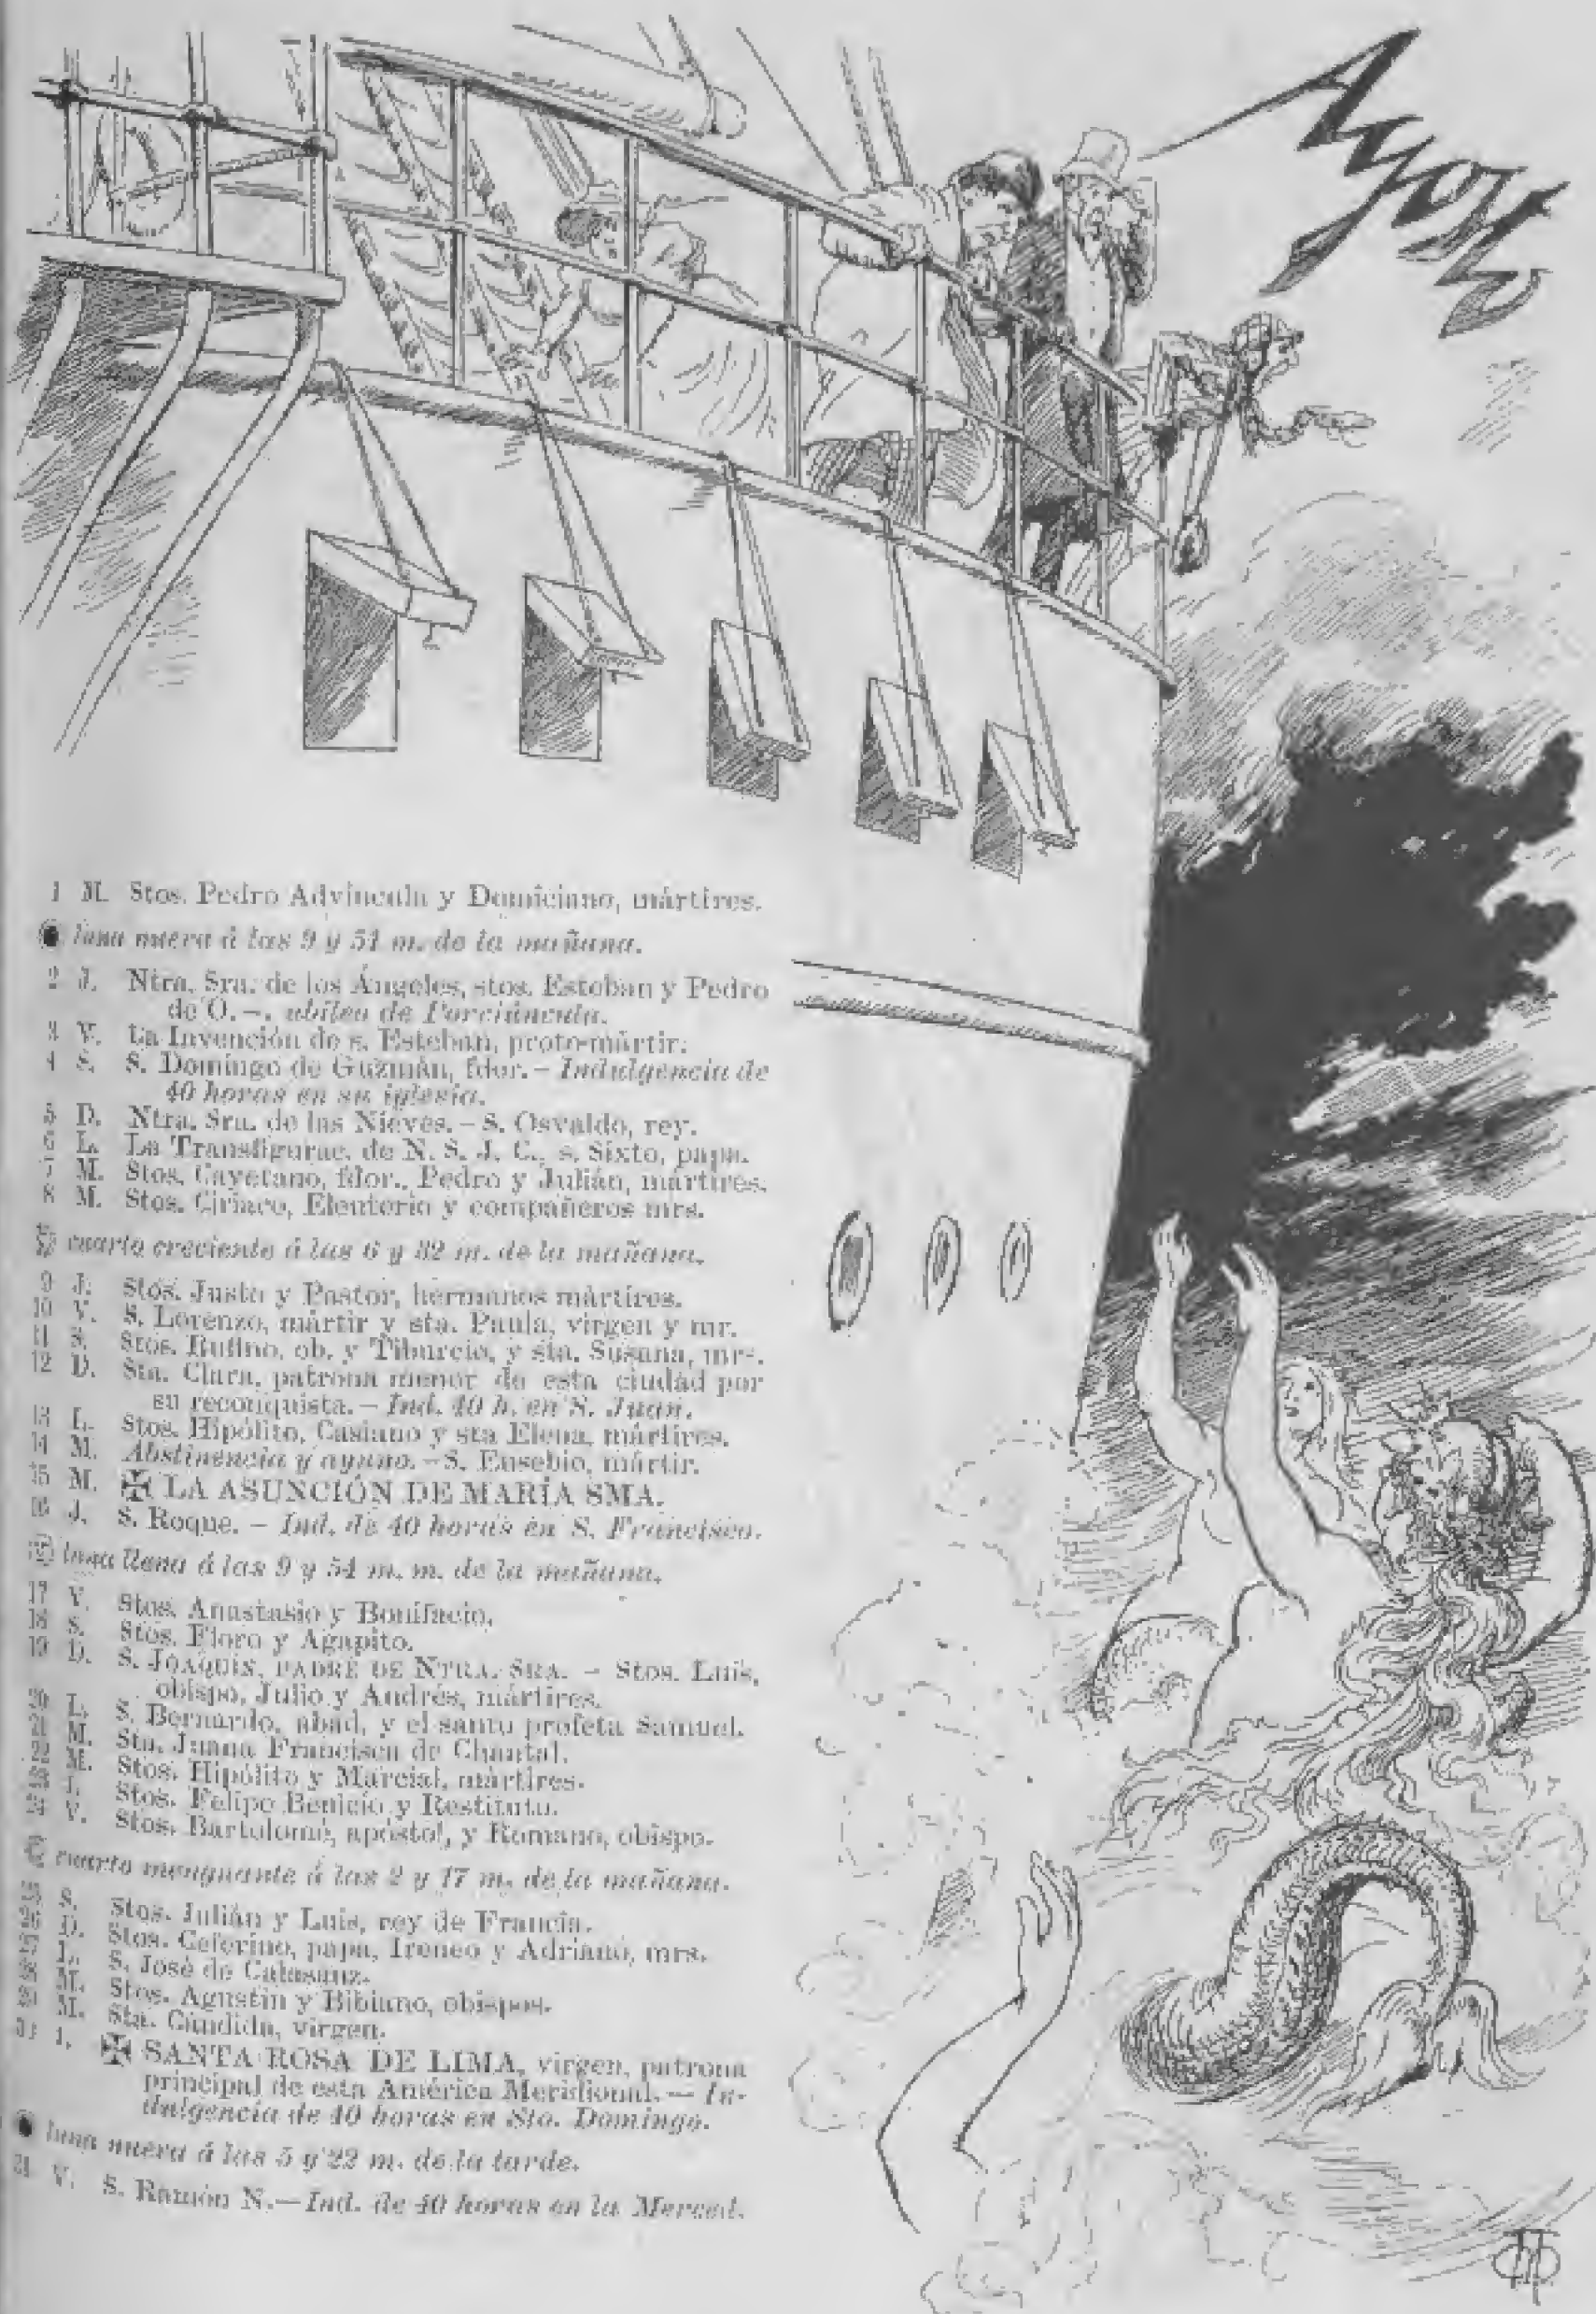 Agosto
1 M. Stos. Pedro Advíncula y Domiciano, mártires.
luna nueva á las 9 y 51 m. de la mañana.
2 J. Ntra. Sra. de los Ángeles, stos. Esteban y Pedro
de O.—. ubileo de Porciúncula.
3 V. La Invención de s. Esteban, proto-mártir.
4 S. S. Domingo de Guzmán, fdor. – Indulgencia de
40 horas en su iglesia.
5 D. Ntra. Sra. de las Nieves. – S. Osvaldo, rey.
6 L. La Transfigurac. de N. S. J. C., s. Sixto, papa.
7 M. Stos. Cayetano, fdor., Pedro y Julián, mártires.
8 M. Stos. Ciriaco, Eleuterio y compañeros mrs.
cuarto creciente á las 6 y 32 m. de la mañana.
9 J. Stos. Justo y Pastor, hermanos mártires.
10 V. S. Lorenzo, mártir y sta. Paula, virgen y mr.
11 S. Stos. Rufino, ob. y Tiburcio, y sta. Susana, mrs.
12 D. Sta. Clara, patrona menor de esta ciudad por
su reconquista. – Ind. 40 h. en S. Juan.
13 L. Stos. Hipólito, Casiano y sta Elena, mártires.
14 M. Abstinencia y ayuno. – S. Eusebio, mártir.
15 M. ✠ LA ASUNCIÓN DE MARÍA SMA.
16 J. S. Roque. – Ind. de 40 horas en S. Francisco.
luna llena á las 9 y 54 m. m. de la mañana.
17 V. Stos. Anastasio y Bonifacio.
18 S. Stos. Floro y Agapito.
19 D. S. JOAQUÍN, PADRE DE NTRA. SRA. – Stos. Luis,
obispo, Julio y Andrés, mártires.
20 L. S. Bernardo, abad, y el santo profeta Samuel.
21 M. Sta. Juana Francisca de Chantal.
22 M. Stos. Hipólito y Marcial, mártires.
23 J. Stos. Felipe Benicio y Restituto.
24 V. Stos. Bartolomé, apóstol, y Romano, obispo.
cuarto menguante á las 2 y 17 m. de la mañana.
25 S. Stos. Julián y Luis, rey de Francia.
26 D. Stos. Ceferino, papa, Ireneo y Adriano, mrs.
27 L. S. José de Calasanz.
28 M. Stos. Agustín y Bibiano, obispos.
29 M. Sta. Cándida, virgen.
J. ✠ SANTA ROSA DE LIMA, virgen, patrona
principal de esta América Meridional. — In-
dulgencia de 40 horas en Sto. Domingo.
luna nueva á las 5 y 22 m. de la tarde.
V. S. Ramón N.—Ind. de 40 horas en la Merced.